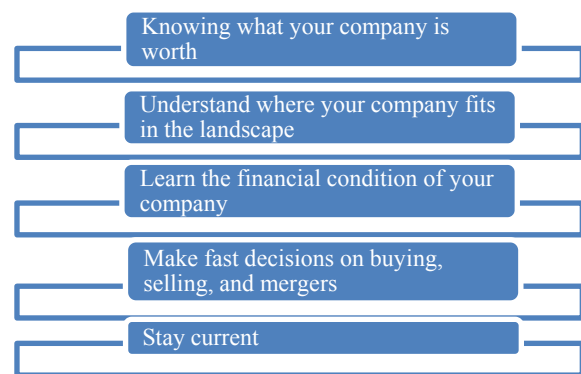 Knowing what your company is
worth
Understand where your company fits
in the landscape
Learn the financial condition of your
company
Make fast decisions on buying,
selling, and mergers
Stay current